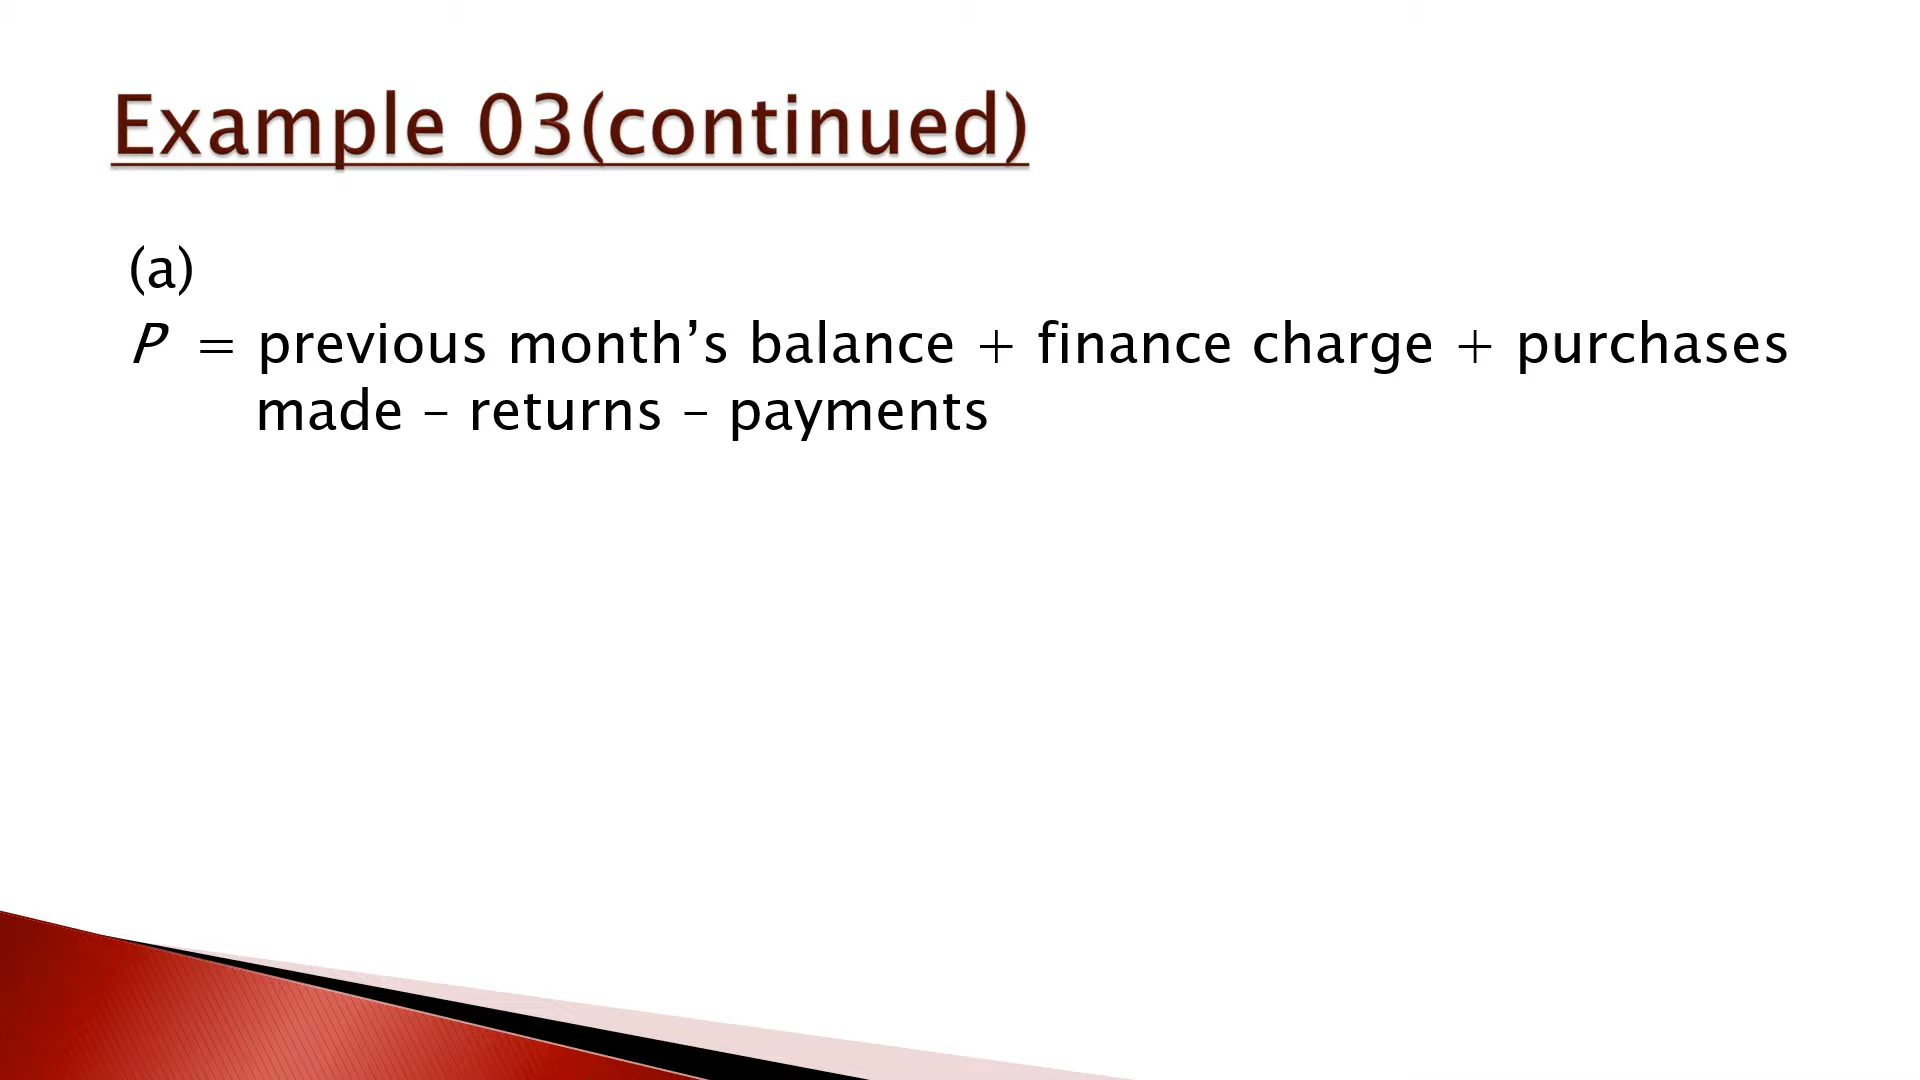 Example 03(continued)
(a)
P = previous month’s balance + finance charge + purchases
made – returns – payments